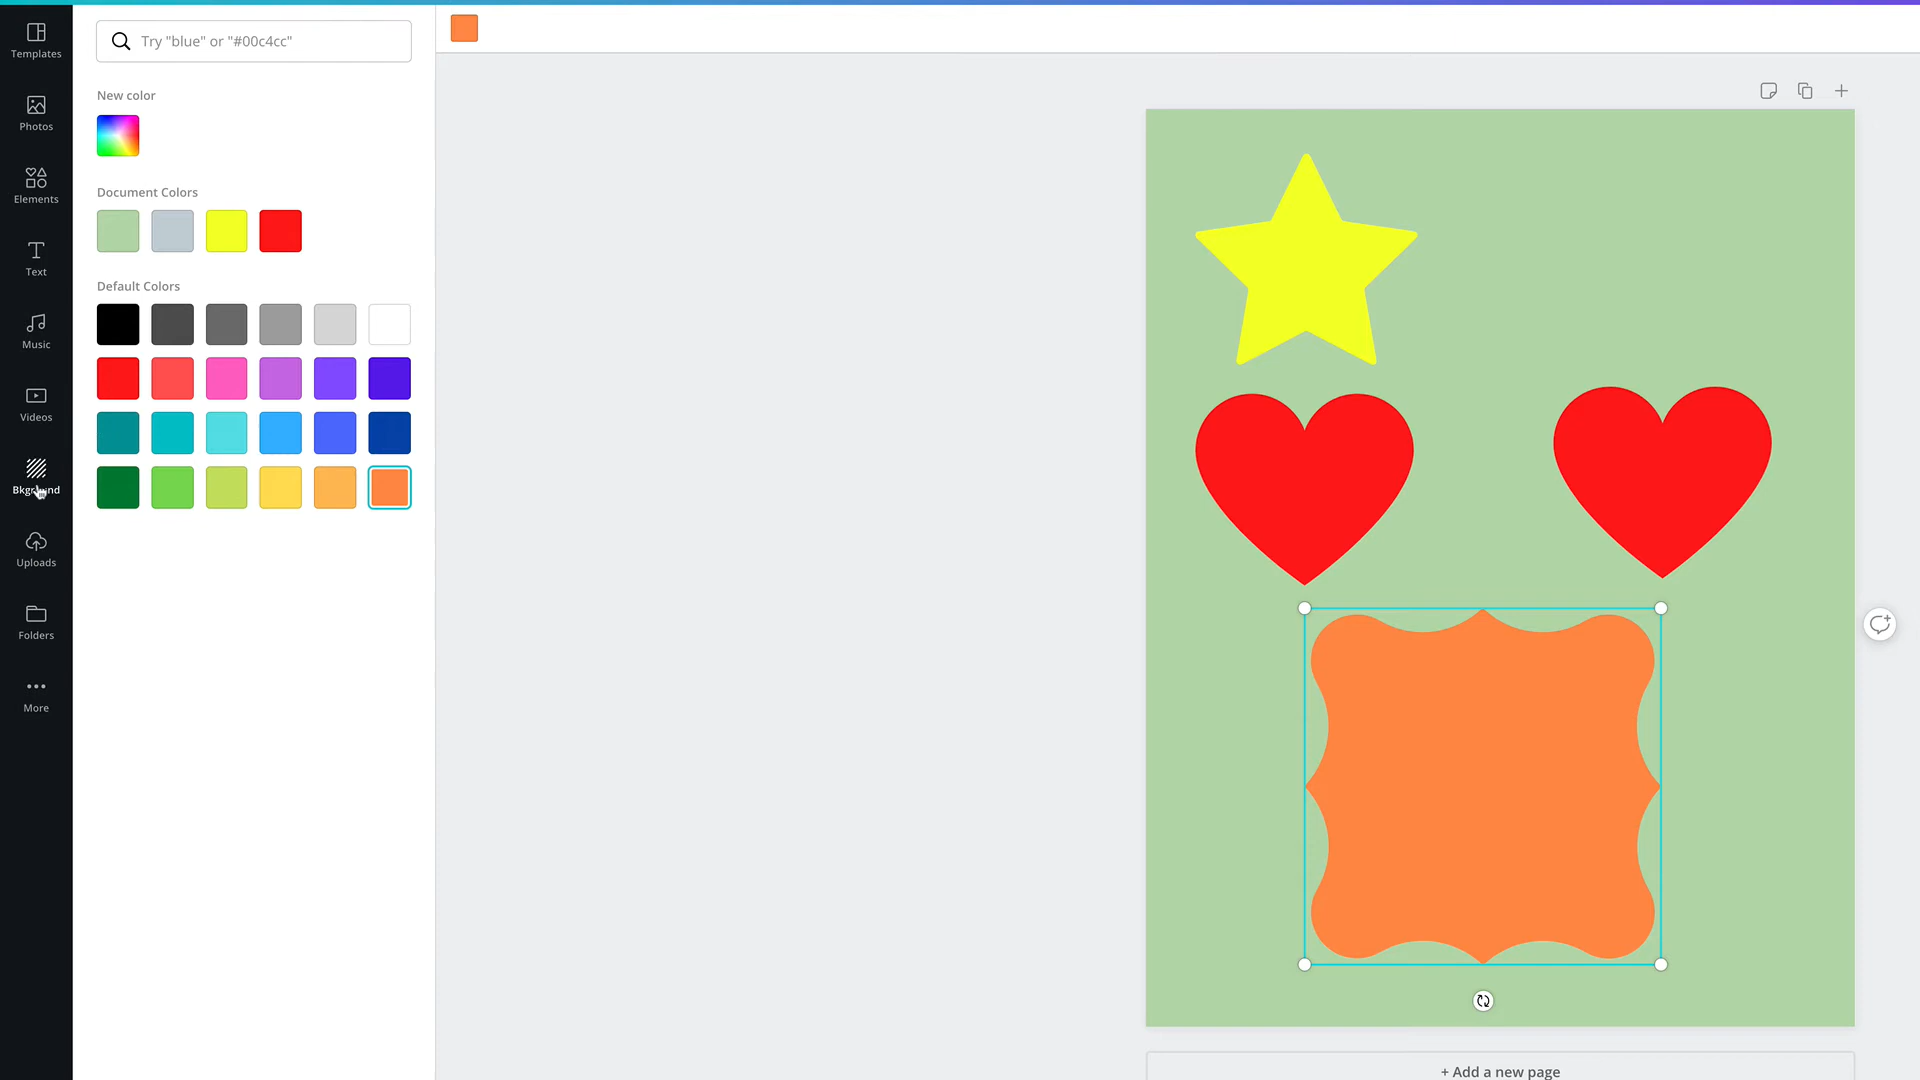 Templates
Photos
Elements
Text
Music
Videos
Bkground
Uploads
Folders
More
Try "blue" or "#00c4cc"
New color
Document Colors
Default Colors
+ Add a new page